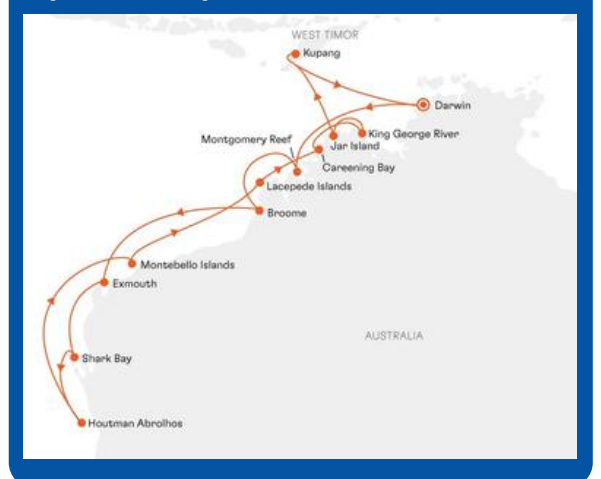 WEST TIMOR
Kupang
Darwin
Montgomery Reef
King George River
Jar Island
Careening Bay
Lacepede Islands
Broome
Montebello Islands
Exmouth
AUSTRALIA
Shark Bay
Houtman Abrolhos